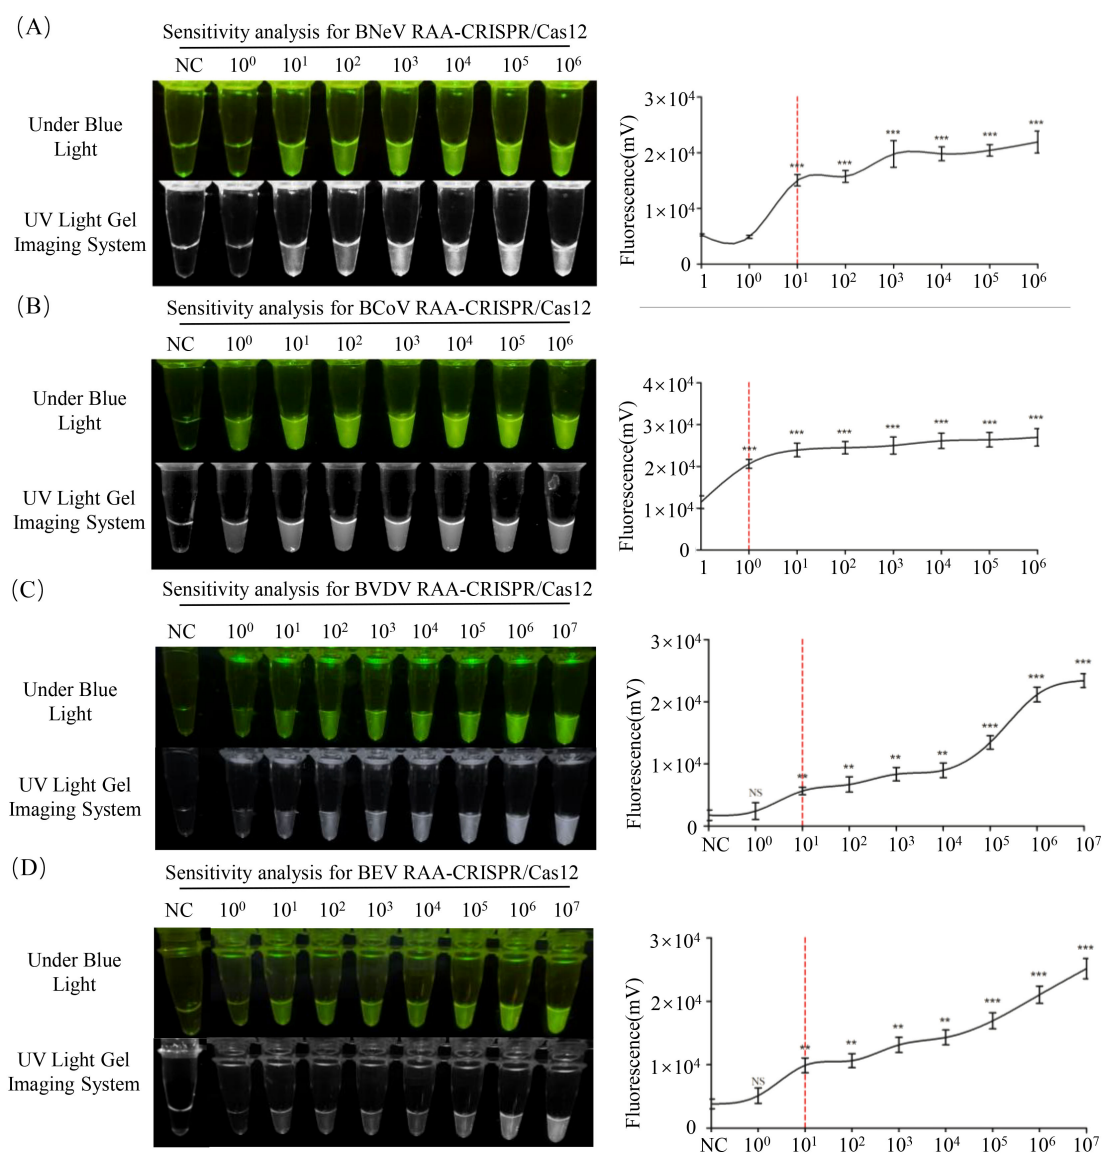 (A)
Sensitivity analysis for BNeV RAA-CRISPR/Cas12
NC 10⁰ 10¹ 10² 10³ 10⁴ 10⁵ 10⁶
Under Blue
Light
UV Light Gel
Imaging System
Fluorescence(mV)
3×10⁴
2×10⁴
1×10⁴
0
*** *** *** *** *** ***
1 10⁰ 10¹ 10² 10³ 10⁴ 10⁵ 10⁶
(B)
Sensitivity analysis for BCoV RAA-CRISPR/Cas12
NC 10⁰ 10¹ 10² 10³ 10⁴ 10⁵ 10⁶
Under Blue
Light
UV Light Gel
Imaging System
Fluorescence(mV)
4×10⁴
3×10⁴
2×10⁴
1×10⁴
0
*** *** *** *** *** *** ***
1 10⁰ 10¹ 10² 10³ 10⁴ 10⁵ 10⁶
(C)
Sensitivity analysis for BVDV RAA-CRISPR/Cas12
NC 10⁰ 10¹ 10² 10³ 10⁴ 10⁵ 10⁶ 10⁷
Under Blue
Light
UV Light Gel
Imaging System
Fluorescence(mV)
3×10⁴
2×10⁴
1×10⁴
0
NS ** ** ** ** *** *** ***
NC 10⁰ 10¹ 10² 10³ 10⁴ 10⁵ 10⁶ 10⁷
(D)
Sensitivity analysis for BEV RAA-CRISPR/Cas12
NC 10⁰ 10¹ 10² 10³ 10⁴ 10⁵ 10⁶ 10⁷
Under Blue
Light
UV Light Gel
Imaging System
Fluorescence(mV)
3×10⁴
2×10⁴
1×10⁴
0
NS ** ** ** ** *** *** ***
NC 10⁰ 10¹ 10² 10³ 10⁴ 10⁵ 10⁶ 10⁷